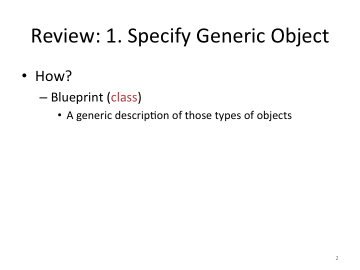 Review: 1. Specify Generic Object
• How?
– Blueprint (class)
• A generic description of those types of objects
2